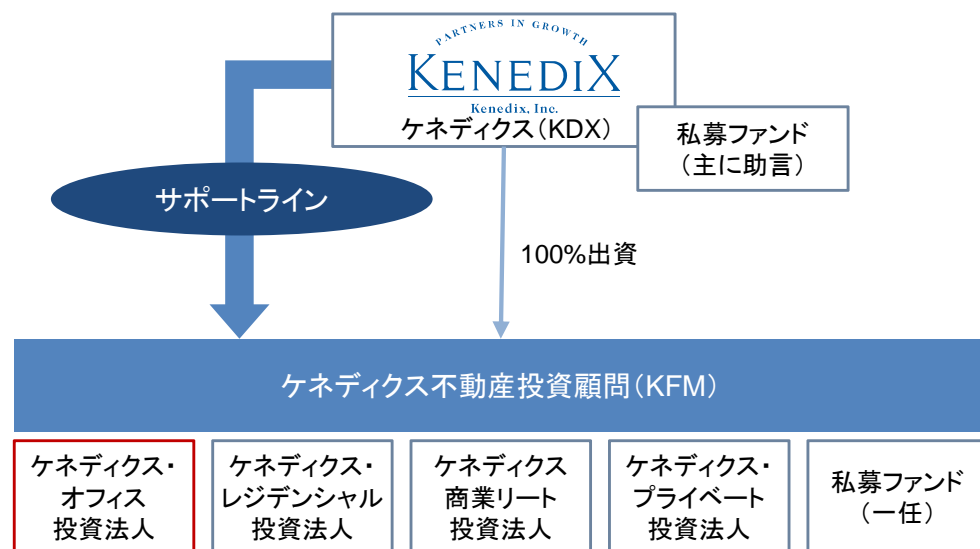 PARTNERS IN GROWTH
KENEDIX
Kenedix, Inc.
ケネディクス(KDX)
私募ファンド
(主に助言)
サポートライン
100%出資
ケネディクス不動産投資顧問(KFM)
ケネディクス・
オフィス
投資法人
ケネディクス・
レジデンシャル
投資法人
ケネディクス
商業リート
投資法人
ケネディクス・
プライベート
投資法人
私募ファンド
(一任)